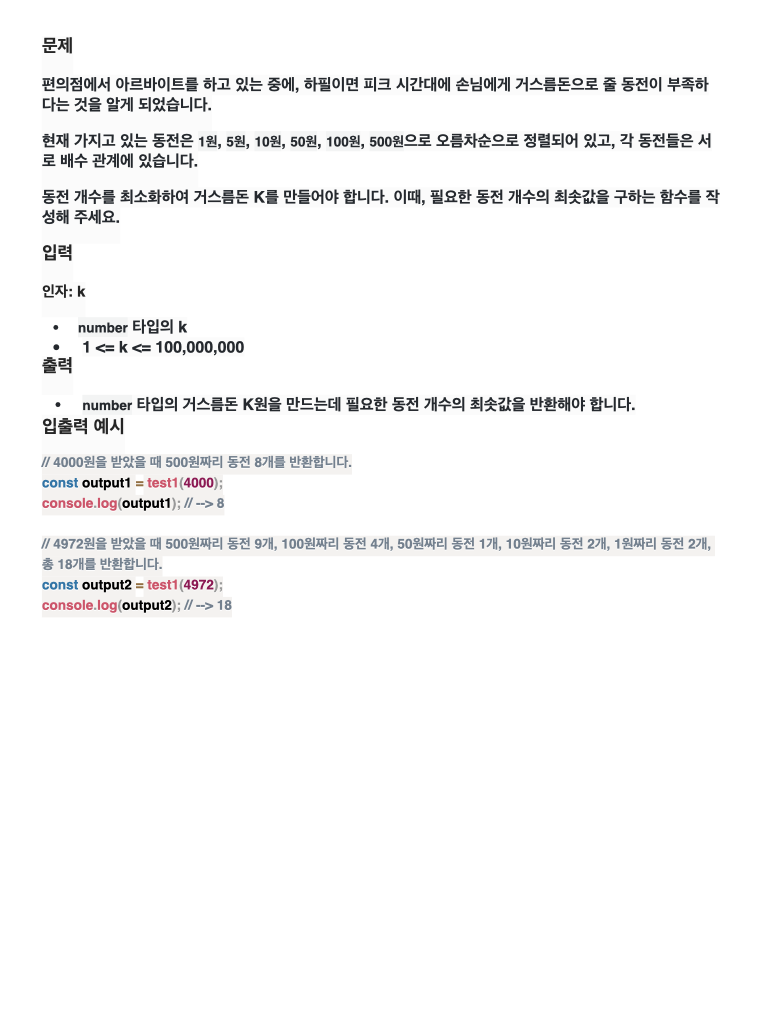 문제
편의점에서 아르바이트를 하고 있는 중에, 하필이면 피크 시간대에 손님에게 거스름돈으로 줄 동전이 부족하
다는 것을 알게 되었습니다.
현재 가지고 있는 동전은 1원, 5원, 10원, 50원, 100원, 500원으로 오름차순으로 정렬되어 있고, 각 동전들은 서
로 배수 관계에 있습니다.
동전 개수를 최소화하여 거스름돈 K를 만들어야 합니다. 이때, 필요한 동전 개수의 최솟값을 구하는 함수를 작
성해 주세요.
입력
인자: k
• number 타입의 k
• 1 <= k <= 100,000,000
출력
• number 타입의 거스름돈 K원을 만드는데 필요한 동전 개수의 최솟값을 반환해야 합니다.
입출력 예시
// 4000원을 받았을 때 500원짜리 동전 8개를 반환합니다.
const output1 = test1(4000);
console.log(output1); // --> 8
// 4972원을 받았을 때 500원짜리 동전 9개, 100원짜리 동전 4개, 50원짜리 동전 1개, 10원짜리 동전 2개, 1원짜리 동전 2개,
총 18개를 반환합니다.
const output2 = test1(4972);
console.log(output2); // --> 18